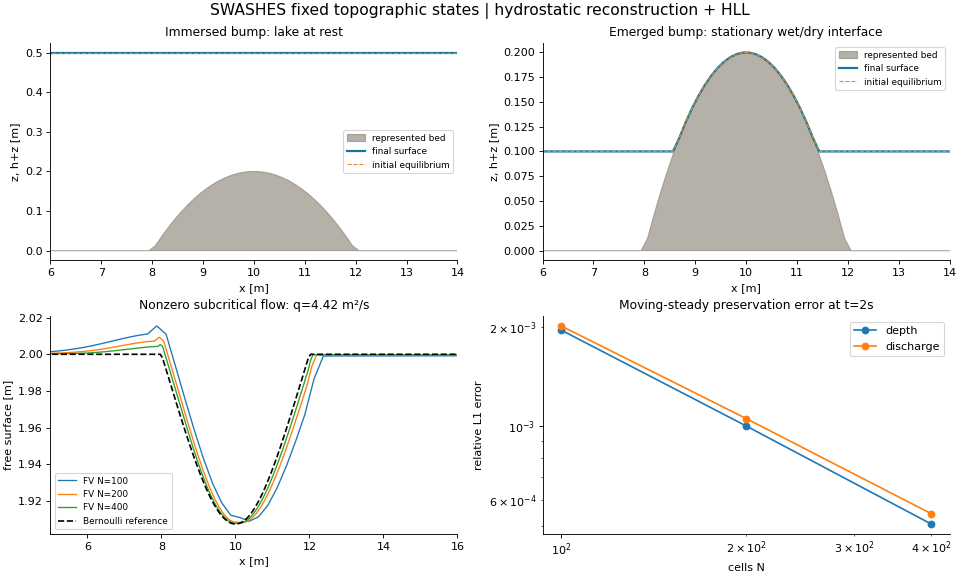 SWASHES fixed topographic states | hydrostatic reconstruction + HLL
Immersed bump: lake at rest
z, h+z [m]
0.5
0.4
0.3
0.2
0.1
0.0
represented bed
final surface
initial equilibrium
6 7 8 9 10 11 12 13 14
x [m]
Emerged bump: stationary wet/dry interface
z, h+z [m]
0.200
0.175
0.150
0.125
0.100
0.075
0.050
0.025
0.000
represented bed
final surface
initial equilibrium
6 7 8 9 10 11 12 13 14
x [m]
Nonzero subcritical flow: q=4.42 m²/s
free surface [m]
2.02
2.00
1.98
1.96
1.94
1.92
FV N=100
FV N=200
FV N=400
Bernoulli reference
6 8 10 12 14 16
x [m]
Moving-steady preservation error at t=2s
relative L1 error
2 × 10⁻³
10⁻³
6 × 10⁻⁴
depth
discharge
10² 2 × 10² 3 × 10² 4 × 10²
cells N